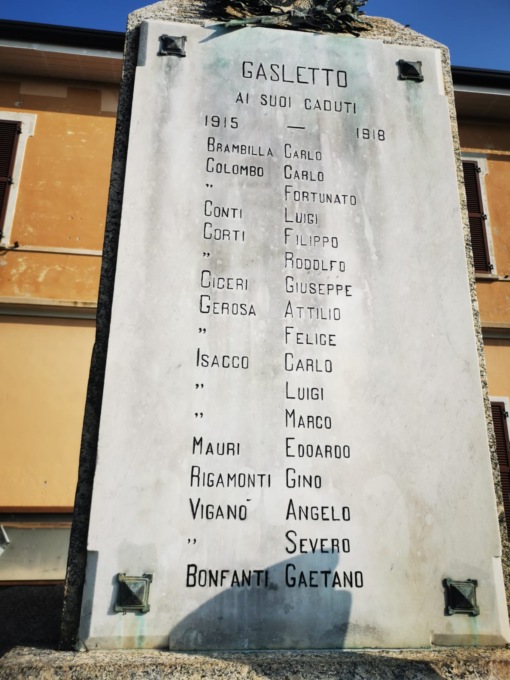 GASLETTO
AI SUOI CADUTI
1915 — 1918
BRAMBILLA CARLO
COLOMBO CARLO
" FORTUNATO
CONTI LUIGI
CORTI FILIPPO
" RODOLFO
CICERI GIUSEPPE
GEROSA ATTILIO
" FELICE
ISACCO CARLO
" LUIGI
" MARCO
MAURI EDOARDO
RIGAMONTI GINO
VIGANO' ANGELO
" SEVERO
BONFANTI GAETANO